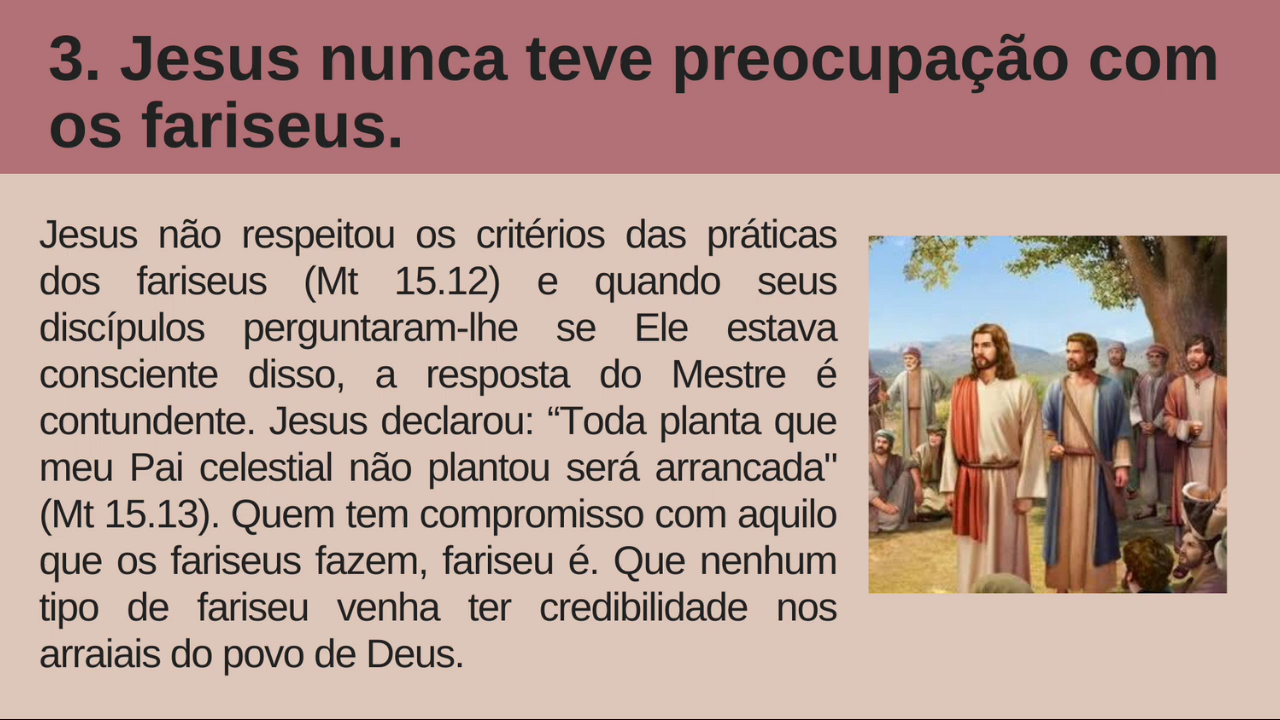 3. Jesus nunca teve preocupação com
os fariseus.
Jesus não respeitou os critérios das práticas
dos fariseus (Mt 15.12) e quando seus
discípulos perguntaram-lhe se Ele estava
consciente disso, a resposta do Mestre é
contundente. Jesus declarou: “Toda planta que
meu Pai celestial não plantou será arrancada"
(Mt 15.13). Quem tem compromisso com aquilo
que os fariseus fazem, fariseu é. Que nenhum
tipo de fariseu venha ter credibilidade nos
arraiais do povo de Deus.